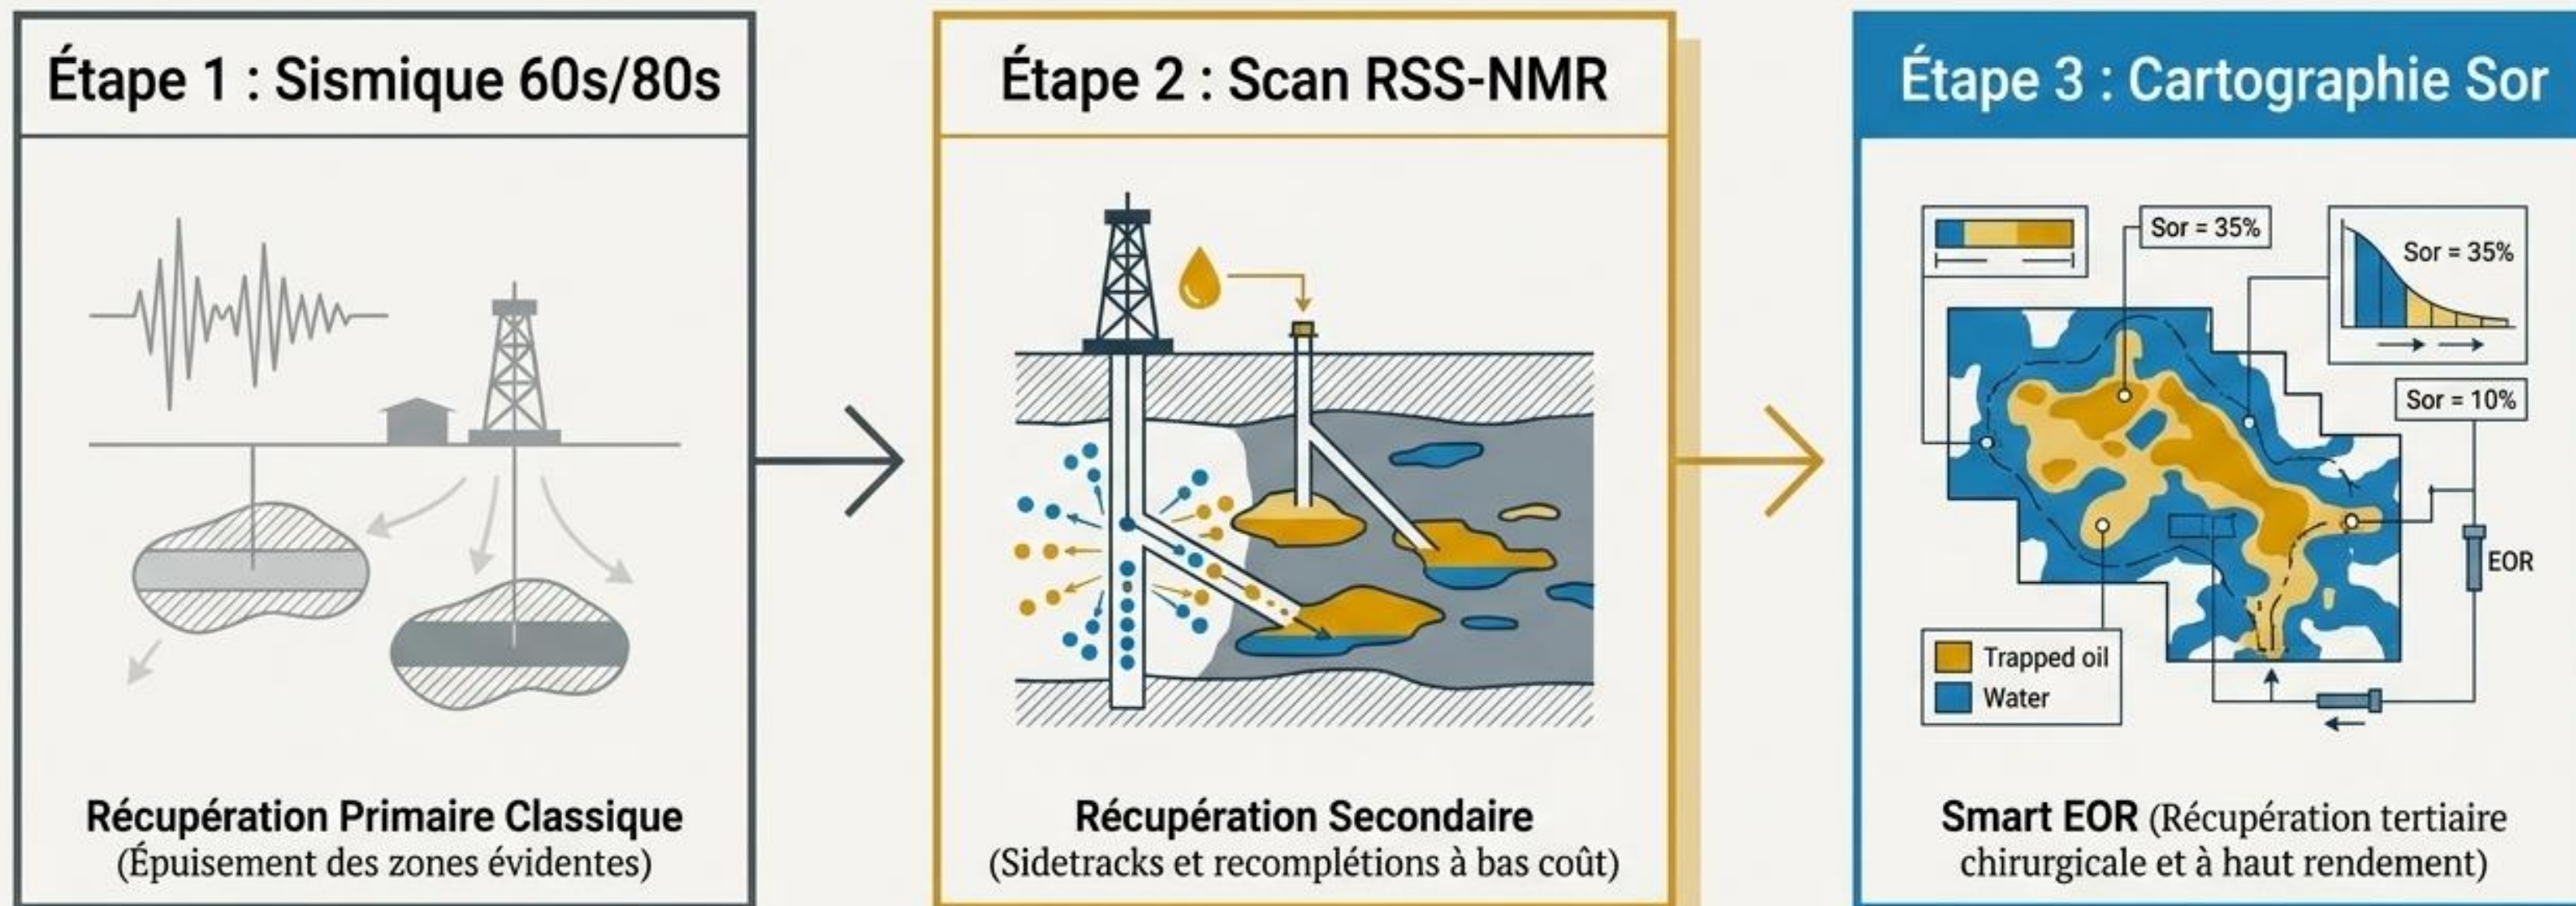 Étape 1 : Sismique 60s/80s
Récupération Primaire Classique
(Épuisement des zones évidentes)
Étape 2 : Scan RSS-NMR
Récupération Secondaire
(Sidetracks et recomplétions à bas coût)
Étape 3 : Cartographie Sor
Sor = 35%
Sor = 35%
Sor = 10%
EOR
Trapped oil
Water
Smart EOR (Récupération tertiaire
chirurgicale et à haut rendement)